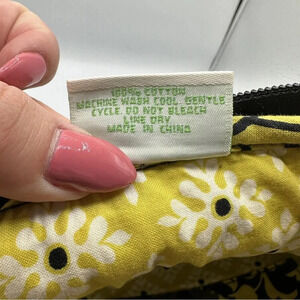 100% COTTON
MACHINE WASH COOL, GENTLE
CYCLE, DO NOT BLEACH
LINE DRY
MADE IN CHINA